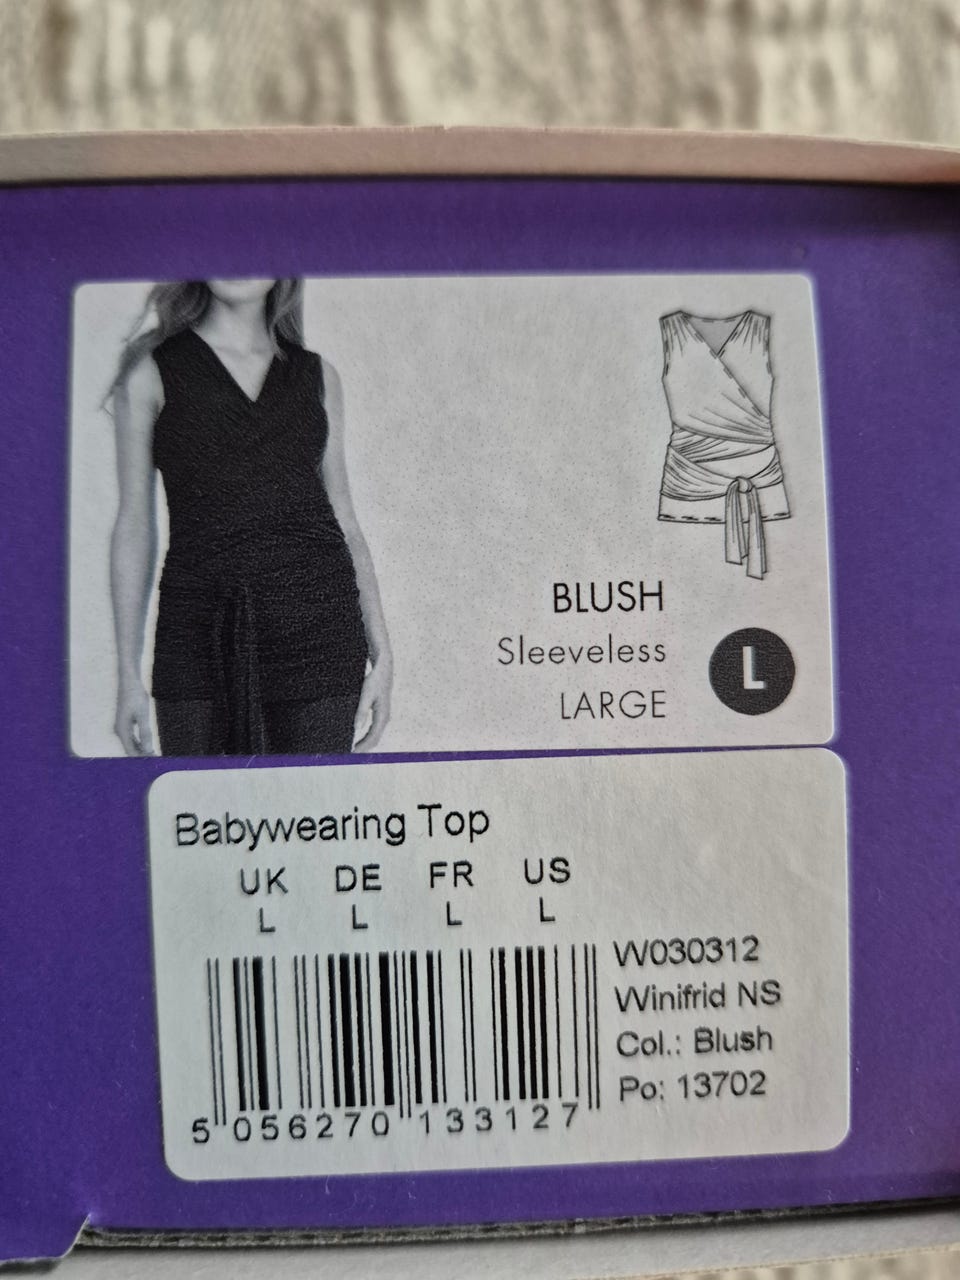 BLUSH
Sleeveless
LARGE
L
Babywearing Top
UK DE FR US
L L L L
W030312
Winifrid NS
Col.: Blush
Po: 13702
5 056270 133127